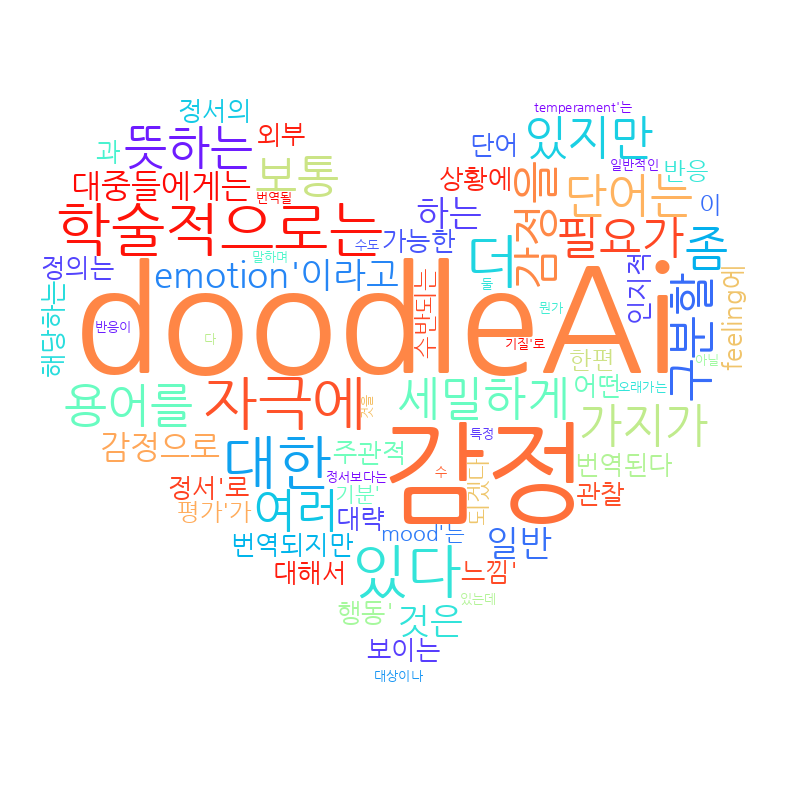 temperament'는
정서의
뜻하는
외부
과
보통
대중들에게는
번역될
학술적으로는
있지만
단어
일반적인
반응
상황에
감정을
단어는
이
하는
필요가
좀
수도
가능한
더
말하며
정의는
emotion'이라고
해당하는
doodleAi
수반되는
둘
뭔가
인지적
구분할
feeling에
반응이
다
기질'로
한편
아닐
어떤
오래가는
용어를
자극에
것을
세밀하게
가지가
감정으로
대한
주관적
감정
특정
정서'로
정서보다는
수
되겠다
번역된다
기분'
관찰
평가'가
여러
대략
mood'는
일반
번역되지만
대해서
있다
느낌'
행동'
것은
있는데
보이는
대상이나